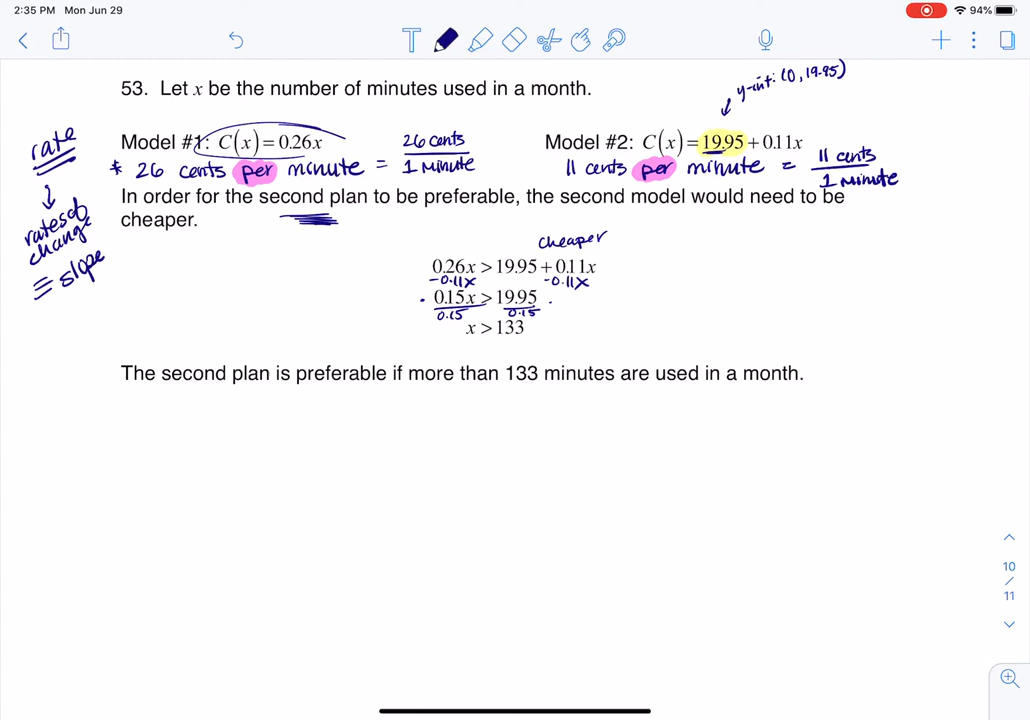 2:35 PM Mon Jun 29
94%
53. Let x be the number of minutes used in a month.
y-int: (0, 19.95)
rate
Model #1: C(x)=0.26x
26 cents
1 minute
Model #2: C(x)=19.95+0.11x
11 cents
1 minute
* 26 cents per minute =
11 cents per minute =
In order for the second plan to be preferable, the second model would need to be
cheaper.
rates of
change
≡ slope
cheaper
0.26x > 19.95+0.11x
-0.11x -0.11x
0.15x > 19.95
0.15 0.15
x > 133
The second plan is preferable if more than 133 minutes are used in a month.
10
/
11